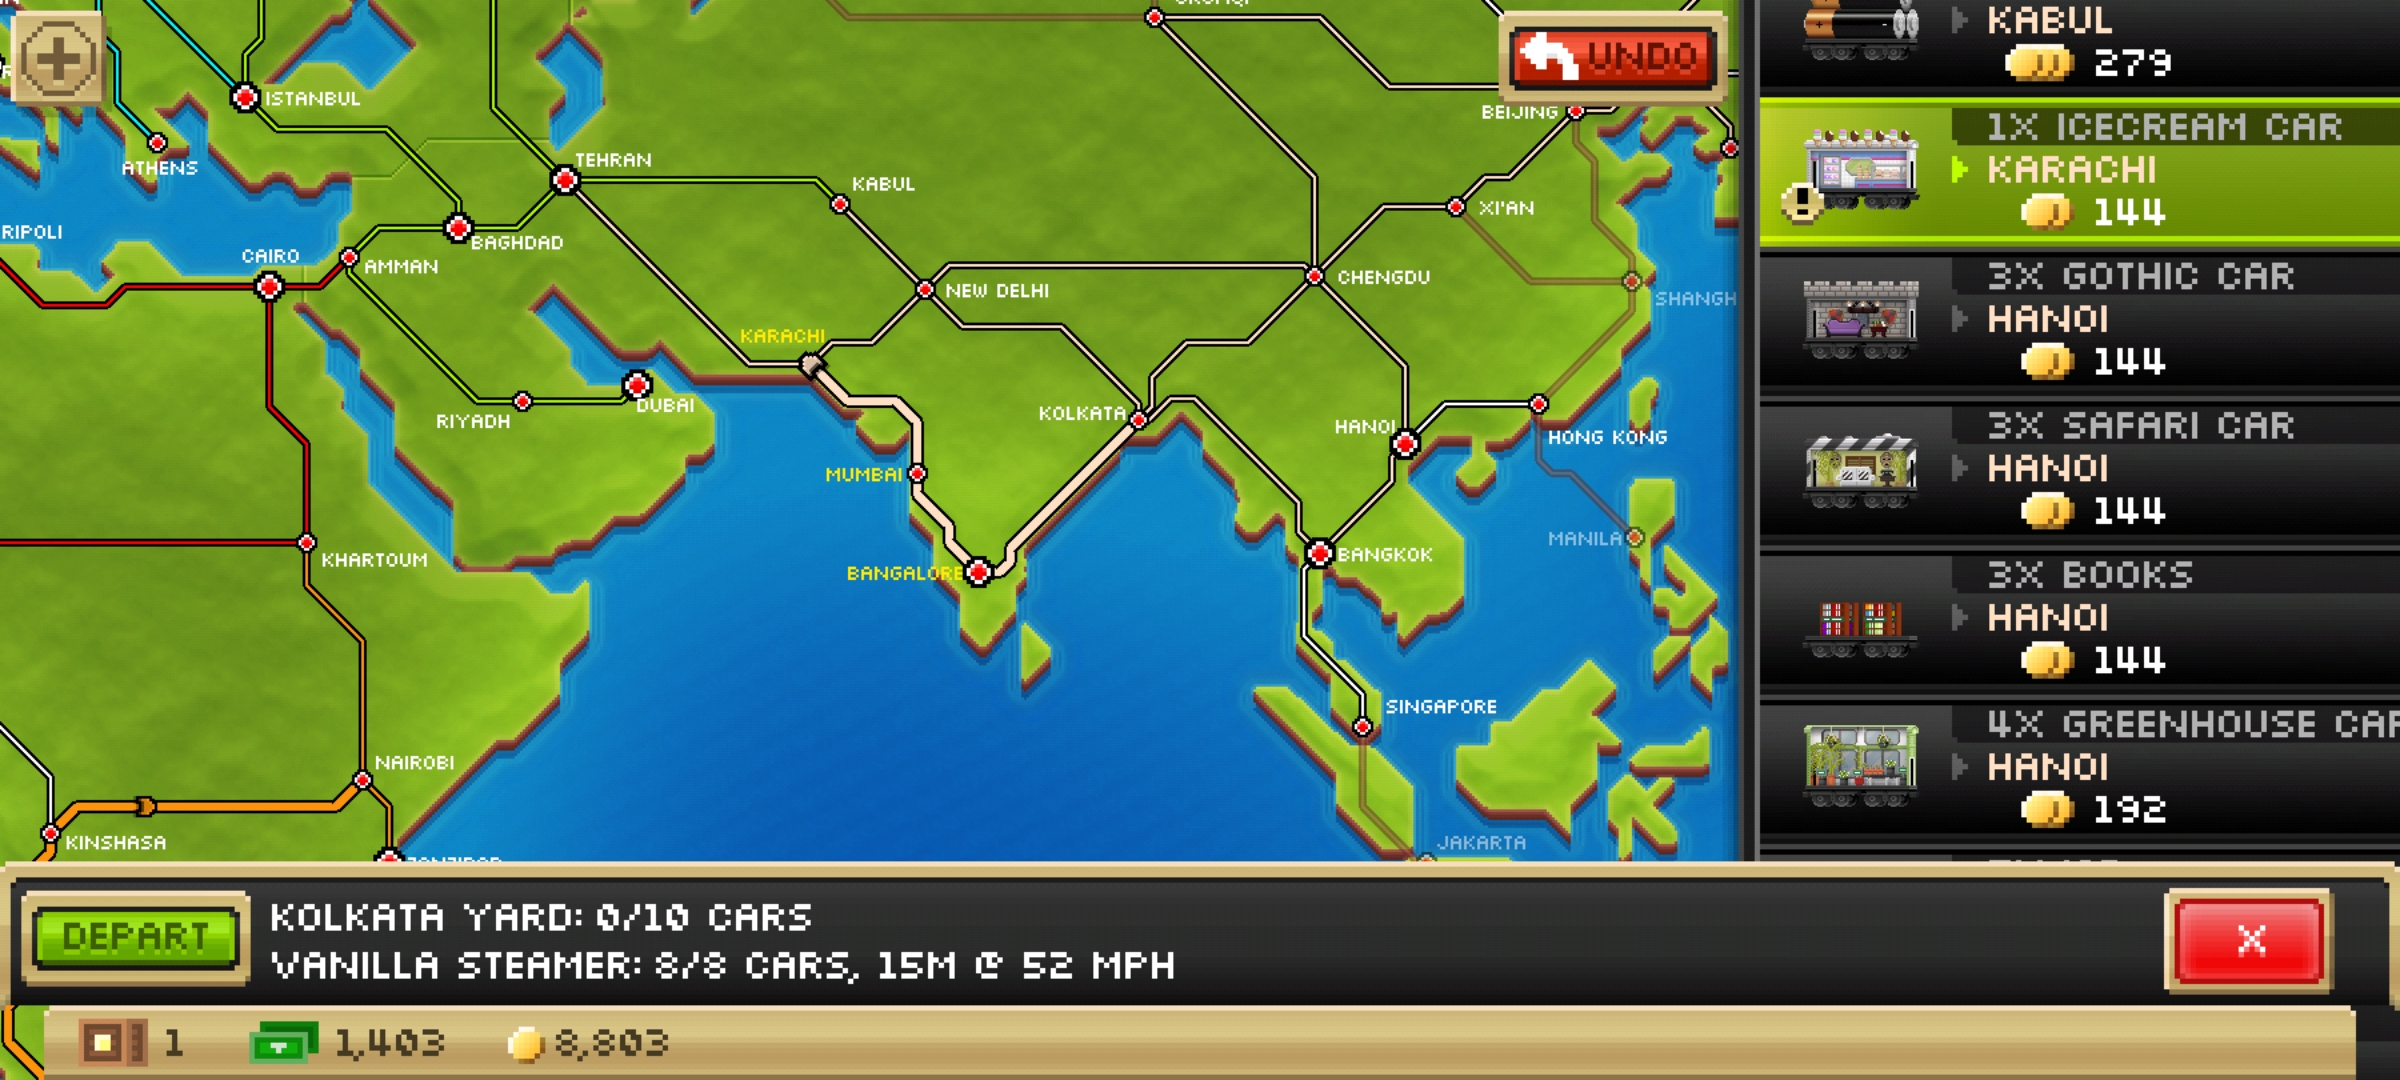 UNDO
KABUL
279
1X ICECREAM CAR
KARACHI
144
3X GOTHIC CAR
HANOI
144
3X SAFARI CAR
HANOI
144
3X BOOKS
HANOI
144
4X GREENHOUSE CAR
HANOI
192
BEIJING
ISTANBUL
ATHENS
TEHRAN
KABUL
XI'AN
RIPOLI
BAGHDAD
CAIRO
AMMAN
CHENGDU
NEW DELHI
SHANGH
KARACHI
DUBAI
RIYADH
KOLKATA
HANOI
HONG KONG
MUMBAI
MANILA
KHARTOUM
BANGKOK
BANGALORE
SINGAPORE
NAIROBI
KINSHASA
JAKARTA
DEPART
KOLKATA YARD: 0/10 CARS
VANILLA STEAMER: 8/8 CARS, 15M @ 52 MPH
X
1
1,403
8,803